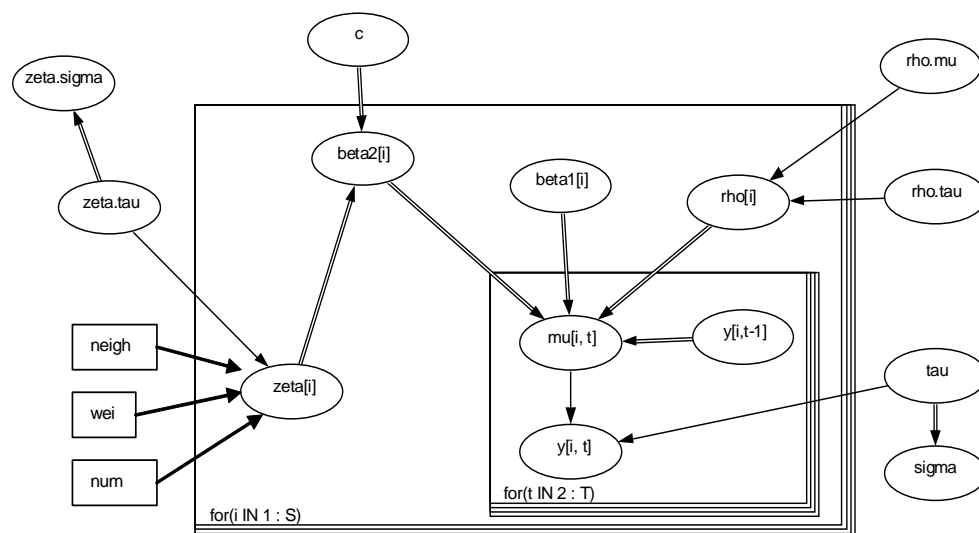 c
zeta.sigma
rho.mu
beta2[i]
beta1[i]
rho[i]
rho.tau
zeta.tau
neigh
mu[i, t]
y[i,t-1]
zeta[i]
tau
wei
y[i, t]
num
sigma
for(t IN 2 : T)
for(i IN 1 : S)